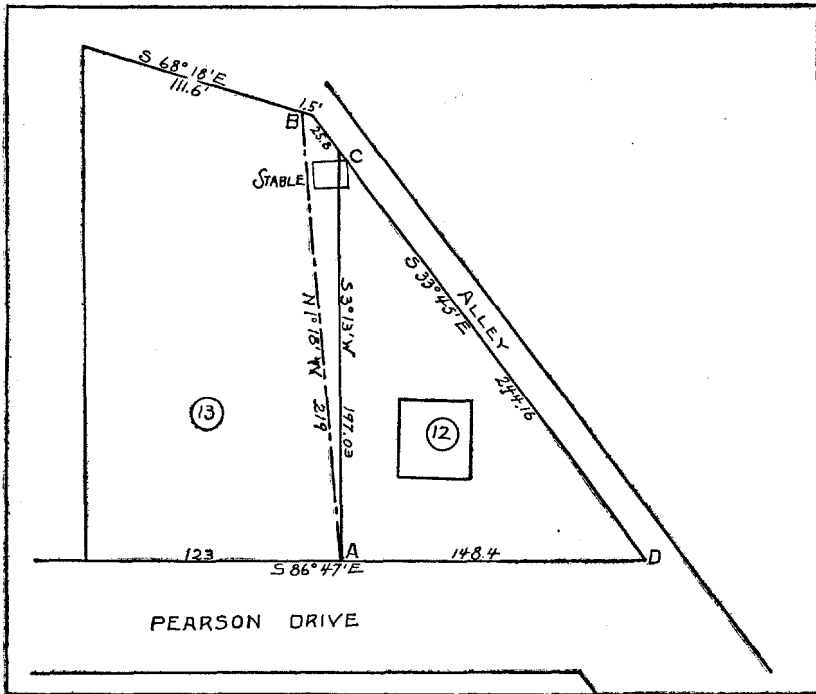 S 68° 18' E
111.6'
1.5'
B
25.8
C
STABLE
S 33° 45' E
ALLEY
S 3° 13' W
N 1° 18' W
219
197.03
244.16
13
12
123
A
148.4
D
S 86° 47' E
PEARSON DRIVE